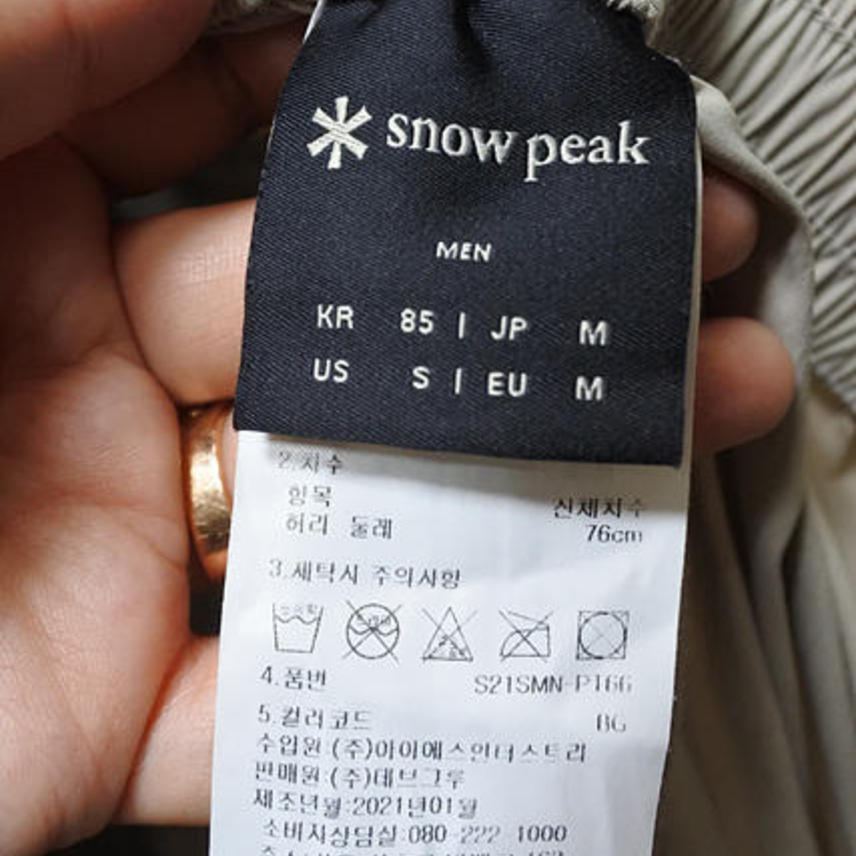 snow peak
MEN
KR 85 | JP M
US S | EU M
2.치수
항목 신체치수
허리 둘레 76cm
3.세탁시 주의사항
4.품번 S21SMN-P166
5.컬러코드 BG
수입원:(주)아이에스인더스트리
판매원:(주)데브그루
제조년월:2021년01월
소비자상담실:080-222-1000